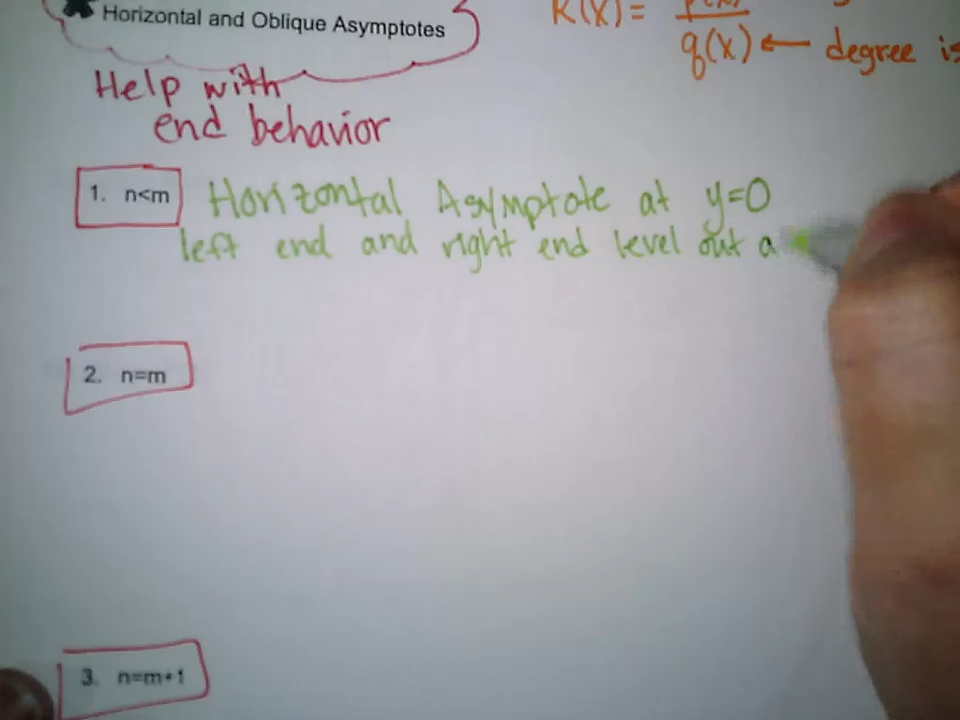 Horizontal and Oblique Asymptotes
R(x) =
q(x) ← degree is
Help with
end behavior
1. n<m Horizontal Asymptote at y=0
left end and right end level out a
2. n=m
3. n=m+1